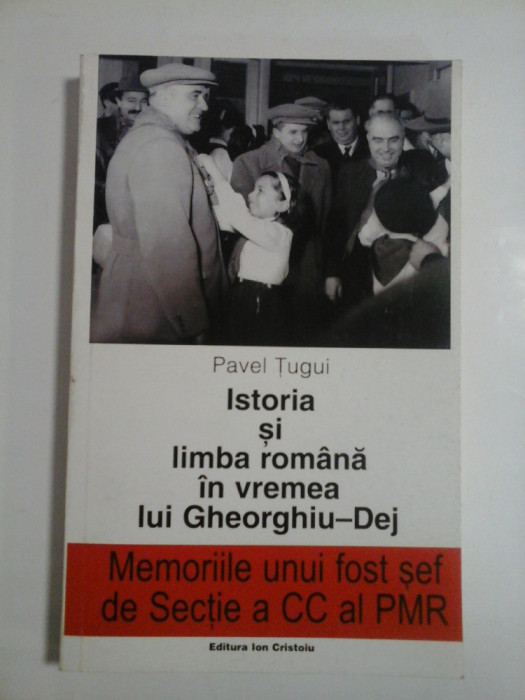 Pavel Țugui
Istoria
și
limba română
în vremea
lui Gheorghiu–Dej
Memoriile unui fost șef
de Secție a CC al PMR
Editura Ion Cristoiu